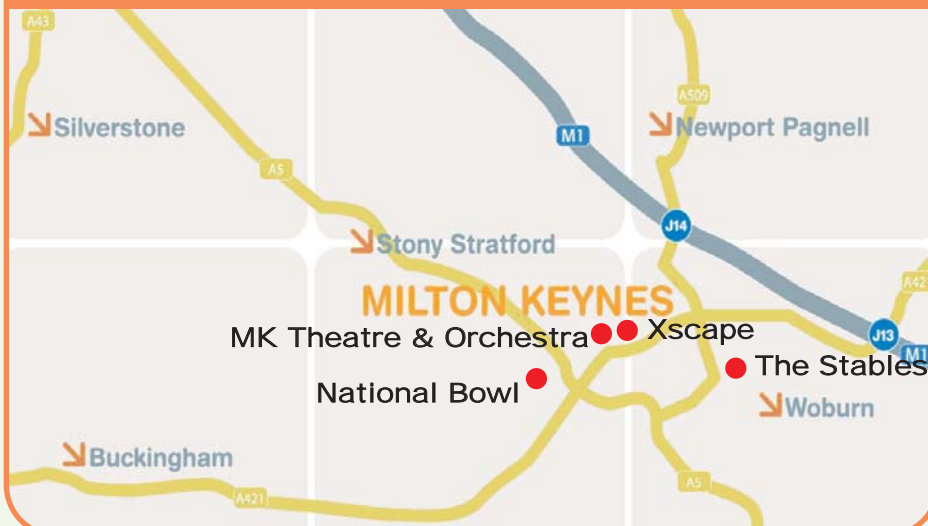 A43
Silverstone
A509
M1
Newport Pagnell
A5
J14
Stony Stratford
A42
MILTON KEYNES
MK Theatre & Orchestra
Xscape
J13
M1
The Stables
National Bowl
Woburn
Buckingham
A421
A5